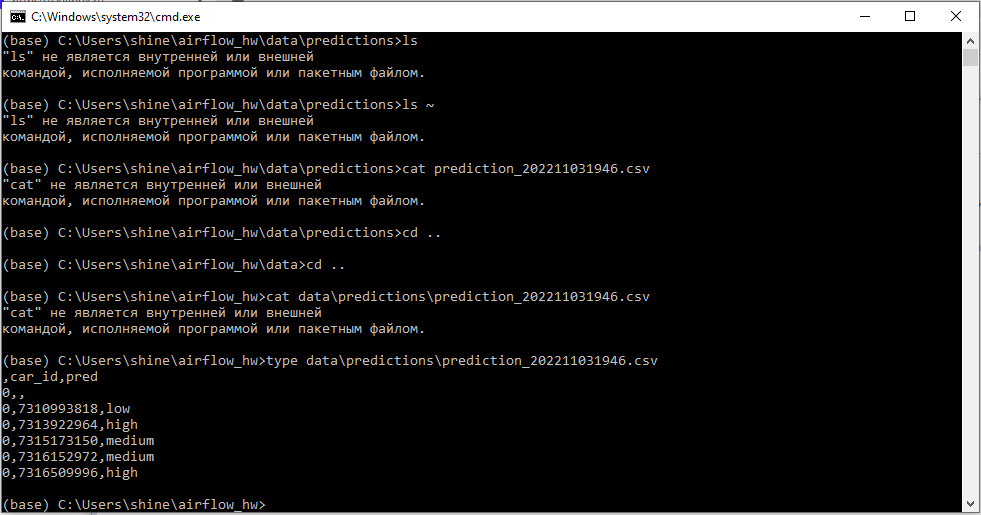 C:\Windows\system32\cmd.exe
(base) C:\Users\shine\airflow_hw\data\predictions>ls
"ls" не является внутренней или внешней
командой, исполняемой программой или пакетным файлом.
(base) C:\Users\shine\airflow_hw\data\predictions>ls ~
"ls" не является внутренней или внешней
командой, исполняемой программой или пакетным файлом.
(base) C:\Users\shine\airflow_hw\data\predictions>cat prediction_202211031946.csv
"cat" не является внутренней или внешней
командой, исполняемой программой или пакетным файлом.
(base) C:\Users\shine\airflow_hw\data\predictions>cd ..
(base) C:\Users\shine\airflow_hw\data>cd ..
(base) C:\Users\shine\airflow_hw>cat data\predictions\prediction_202211031946.csv
"cat" не является внутренней или внешней
командой, исполняемой программой или пакетным файлом.
(base) C:\Users\shine\airflow_hw>type data\predictions\prediction_202211031946.csv
,car_id,pred
0,,
0,7310993818,low
0,7313922964,high
0,7315173150,medium
0,7316152972,medium
0,7316509996,high
(base) C:\Users\shine\airflow_hw>